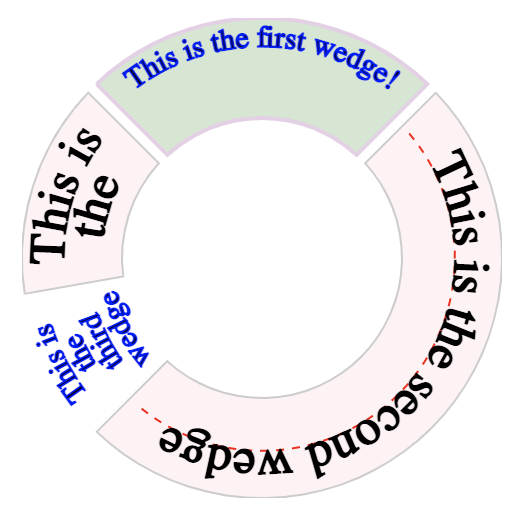 This is the first wedge!
This is the second wedge
This is
the
third
wedge
This is
the